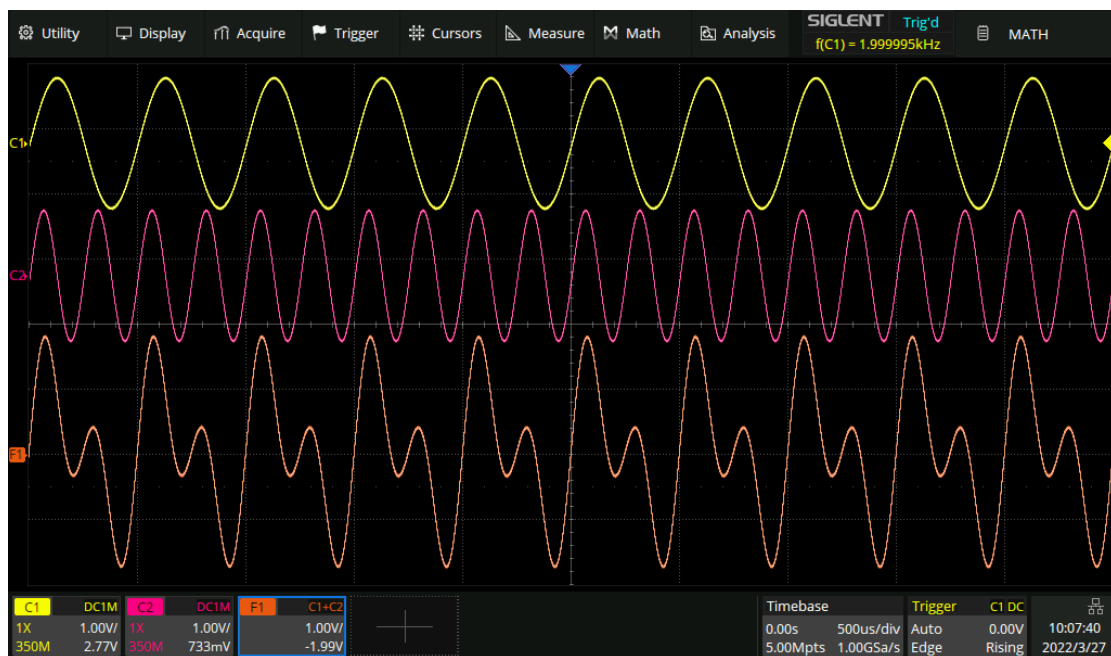 Utility Display Acquire Trigger Cursors Measure Math Analysis SIGLENT Trig'd MATH
f(C1) = 1.999995kHz
C1
C2
F1
C1 DC1M C2 DC1M F1 C1+C2 Timebase Trigger C1 DC
1X 1.00V/ 1X 1.00V/ 1.00V/ 0.00s 500us/div Auto 0.00V 10:07:40
350M 2.77V 350M 733mV -1.99V 5.00Mpts 1.00GSa/s Edge Rising 2022/3/27